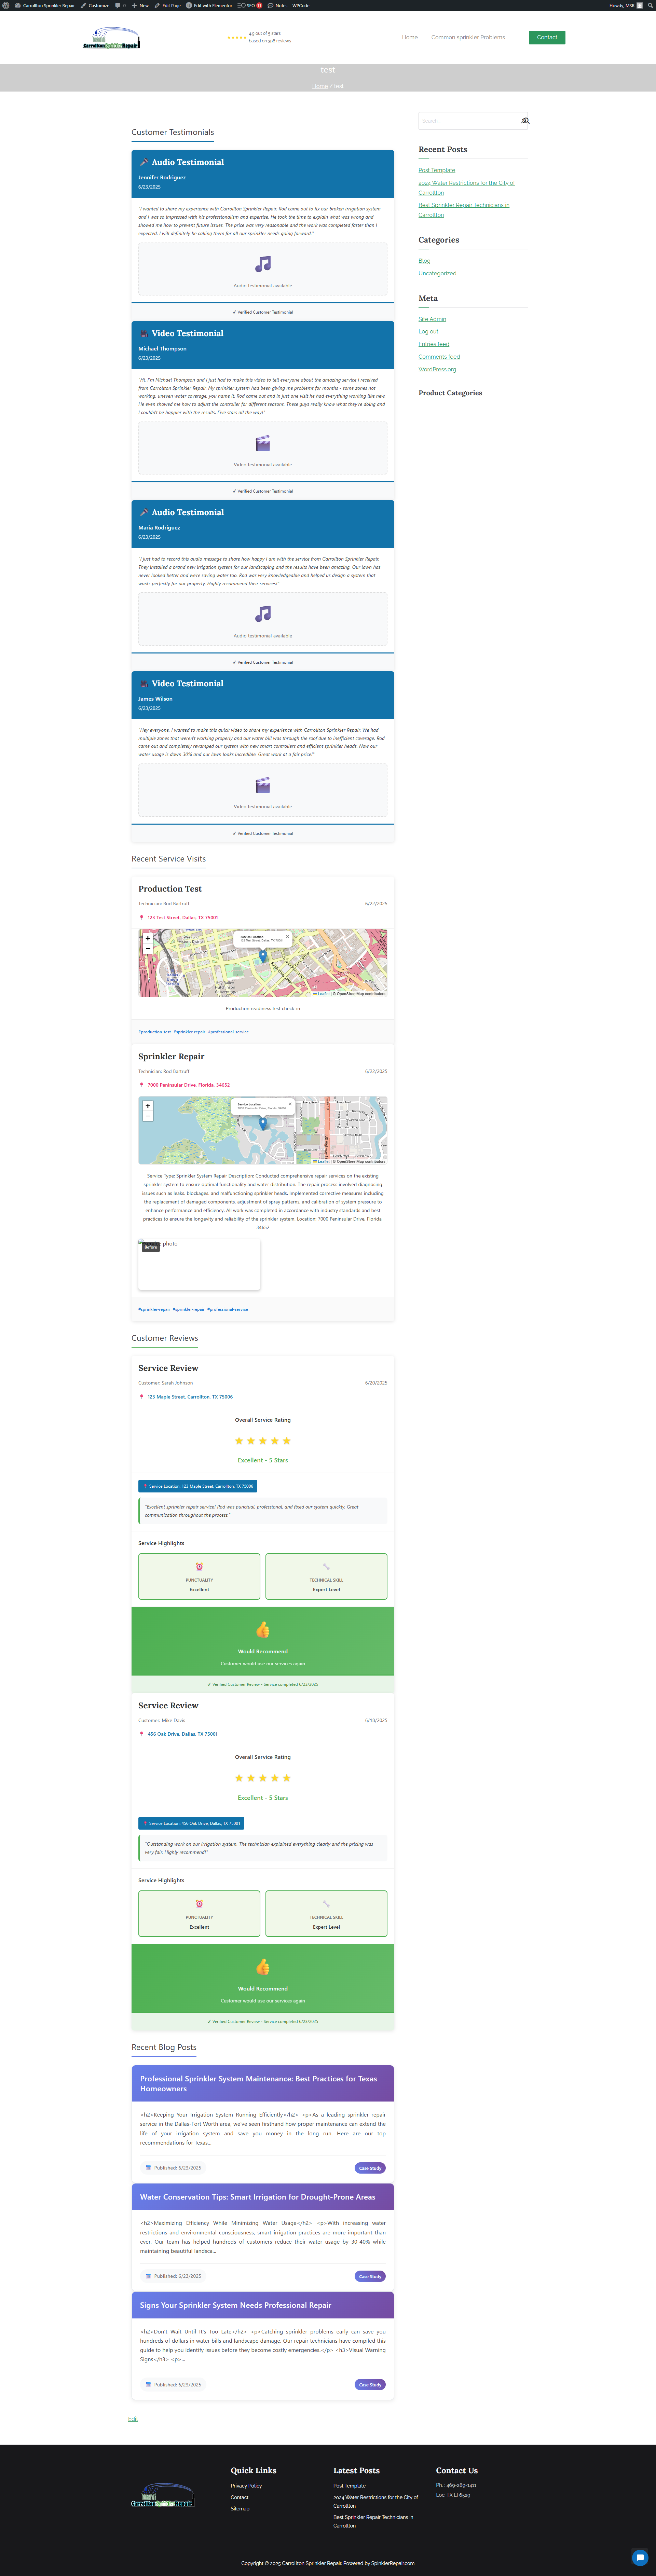 Carrollton Sprinkler Repair
Customize
0
New
Edit Page
Edit with Elementor
SEO
Notes
WPCode
Howdy, MSR
4.9 out of 5 stars
based on 398 reviews
Home
Common sprinkler Problems
Contact
test
Home / test
Customer Testimonials
Audio Testimonial
Jennifer Rodriguez
6/23/2025
"I wanted to share my experience with Carrollton Sprinkler Repair. Rod came out to fix our broken irrigation system
and I was so impressed with his professionalism and expertise. He took the time to explain what was wrong and
showed me how to prevent future issues. The price was very reasonable and the work was completed faster than I
expected. I will definitely be calling them for all our sprinkler needs going forward."
Audio testimonial available
✓ Verified Customer Testimonial
Video Testimonial
Michael Thompson
6/23/2025
"Hi, I'm Michael Thompson and I just had to make this video to tell everyone about the amazing service I received
from Carrollton Sprinkler Repair. My sprinkler system had been giving me problems for months - some zones not
working, uneven water coverage, you name it. Rod came out and in just one visit he had everything working like new.
He even showed me how to adjust the controller for different seasons. These guys really know what they're doing and
I couldn't be happier with the results. Five stars all the way!"
Video testimonial available
✓ Verified Customer Testimonial
Audio Testimonial
Maria Rodriguez
6/23/2025
"I just had to record this audio message to share how happy I am with the service from Carrollton Sprinkler Repair.
They installed a brand new irrigation system for our landscaping and the results have been amazing. Our lawn has
never looked better and we're saving water too. Rod was very knowledgeable and helped us design a system that
works perfectly for our property. Highly recommend their services!"
Audio testimonial available
✓ Verified Customer Testimonial
Video Testimonial
James Wilson
6/23/2025
"Hey everyone, I wanted to make this quick video to share my experience with Carrollton Sprinkler Repair. We had
multiple zones that weren't working properly and our water bill was through the roof due to inefficient coverage. Rod
came out and completely revamped our system with new smart controllers and efficient sprinkler heads. Now our
water usage is down 30% and our lawn looks incredible. Great work at a fair price!"
Video testimonial available
✓ Verified Customer Testimonial
Recent Service Visits
Production Test
Technician: Rod Bartruff
6/22/2025
123 Test Street, Dallas, TX 75001
Service Location
123 Test Street, Dallas, TX 75001
Leaflet | © OpenStreetMap contributors
Production readiness test check-in
#production-test #sprinkler-repair #professional-service
Sprinkler Repair
Technician: Rod Bartruff
6/22/2025
7000 Peninsular Drive, Florida, 34652
Service Location
7000 Peninsular Drive, Florida, 34652
Leaflet | © OpenStreetMap contributors
Service Type: Sprinkler System Repair Description: Conducted comprehensive repair services on the existing
sprinkler system to ensure optimal functionality and water distribution. The repair process involved diagnosing
issues such as leaks, blockages, and malfunctioning sprinkler heads. Implemented corrective measures including
the replacement of damaged components, adjustment of spray patterns, and calibration of system pressure to
enhance performance and efficiency. All work was completed in accordance with industry standards and best
practices to ensure the longevity and reliability of the sprinkler system. Location: 7000 Peninsular Drive, Florida,
34652
Before
photo
#sprinkler-repair #sprinkler-repair #professional-service
Customer Reviews
Service Review
Customer: Sarah Johnson
6/20/2025
123 Maple Street, Carrollton, TX 75006
Overall Service Rating
Excellent - 5 Stars
Service Location: 123 Maple Street, Carrollton, TX 75006
"Excellent sprinkler repair service! Rod was punctual, professional, and fixed our system quickly. Great
communication throughout the process."
Service Highlights
PUNCTUALITY
Excellent
TECHNICAL SKILL
Expert Level
Would Recommend
Customer would use our services again
✓ Verified Customer Review - Service completed 6/22/2025
Service Review
Customer: Mike Davis
6/18/2025
456 Oak Drive, Dallas, TX 75001
Overall Service Rating
Excellent - 5 Stars
Service Location: 456 Oak Drive, Dallas, TX 75001
"Outstanding work on our irrigation system. The technician explained everything clearly and the pricing was
very fair. Highly recommend!"
Service Highlights
PUNCTUALITY
Excellent
TECHNICAL SKILL
Expert Level
Would Recommend
Customer would use our services again
✓ Verified Customer Review - Service completed 6/21/2025
Recent Blog Posts
Professional Sprinkler System Maintenance: Best Practices for Texas
Homeowners
<h2>Keeping Your Irrigation System Running Efficiently</h2> <p>As a leading sprinkler repair
service in the Dallas-Fort Worth area, we've seen firsthand how proper maintenance can extend the
life of your irrigation system and save you money in the long run. Here are our top
recommendations for Texas...
Published: 6/23/2025
Case Study
Water Conservation Tips: Smart Irrigation for Drought-Prone Areas
<h2>Maximizing Efficiency While Minimizing Water Usage</h2> <p>With increasing water
restrictions and environmental consciousness, smart irrigation practices are more important than
ever. Our team has helped hundreds of customers reduce their water usage by 30-40% while
maintaining beautiful landsca...
Published: 6/23/2025
Case Study
Signs Your Sprinkler System Needs Professional Repair
<h2>Don't Wait Until It's Too Late</h2> <p>Catching sprinkler problems early can save you
hundreds of dollars in water bills and landscape damage. Our repair technicians have compiled this
guide to help you identify issues before they become costly emergencies.</p> <h3>Visual Warning
Signs</h3> <p>...
Published: 6/23/2025
Case Study
Edit
Search
Recent Posts
Post Template
2024 Water Restrictions for the City of
Carrollton
Best Sprinkler Repair Technicians in
Carrollton
Categories
Blog
Uncategorized
Meta
Site Admin
Log out
Entries feed
Comments feed
WordPress.org
Product Categories
Quick Links
Privacy Policy
Contact
Sitemap
Latest Posts
Post Template
2024 Water Restrictions for the City of
Carrollton
Best Sprinkler Repair Technicians in
Carrollton
Contact Us
Ph. : 469-289-1411
Loc: TX LI 6529
Copyright © 2025 Carrollton Sprinkler Repair. Powered by SpinklerRepair.com